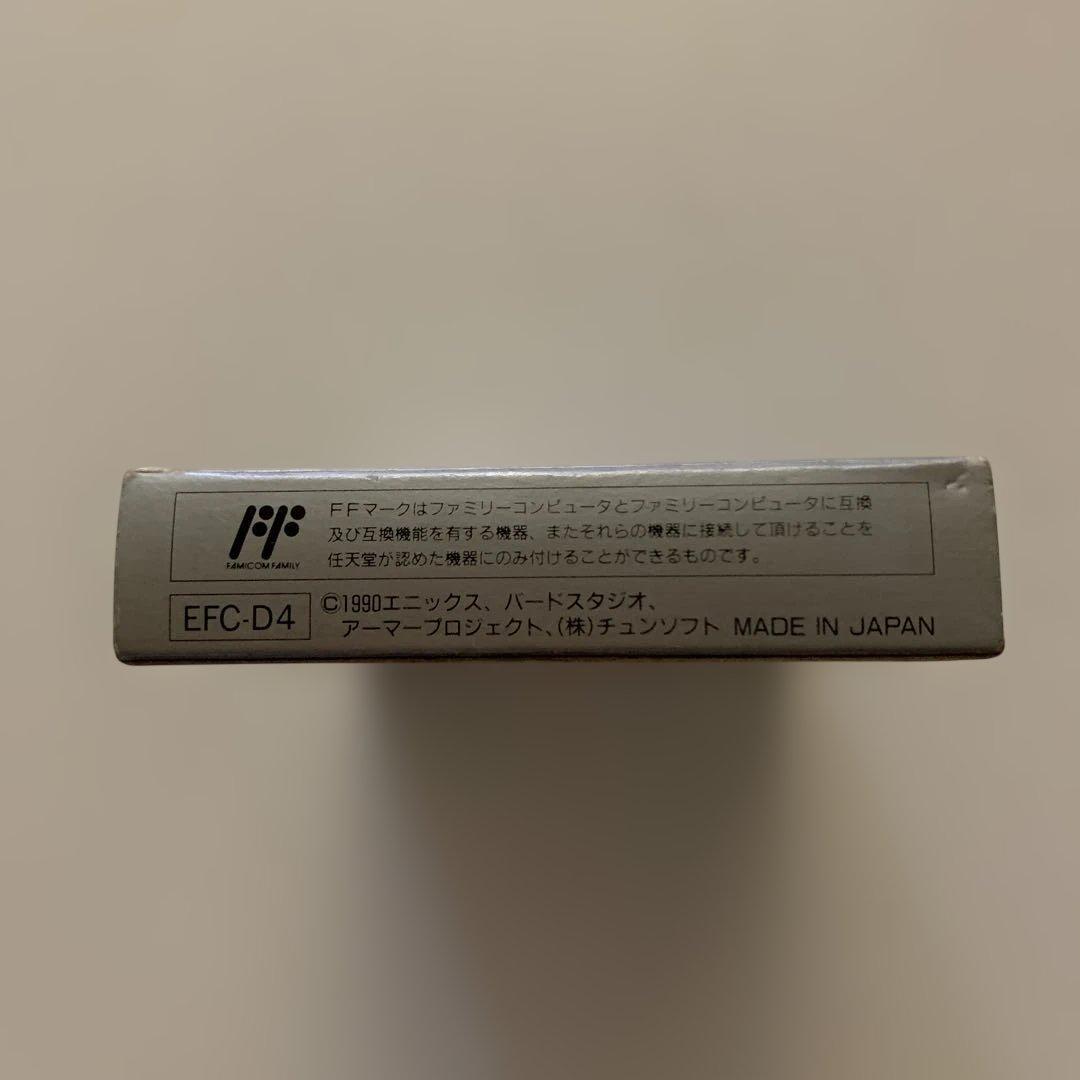 FFマークはファミリーコンピュータとファミリーコンピュータに互換
及び互換機能を有する機器、またそれらの機器に接続して頂けることを
任天堂が認めた機器にのみ付けることができるものです。
FAMICOM FAMILY
EFC-D4
©1990エニックス、バードスタジオ、
アーマープロジェクト、(株)チュンソフト MADE IN JAPAN